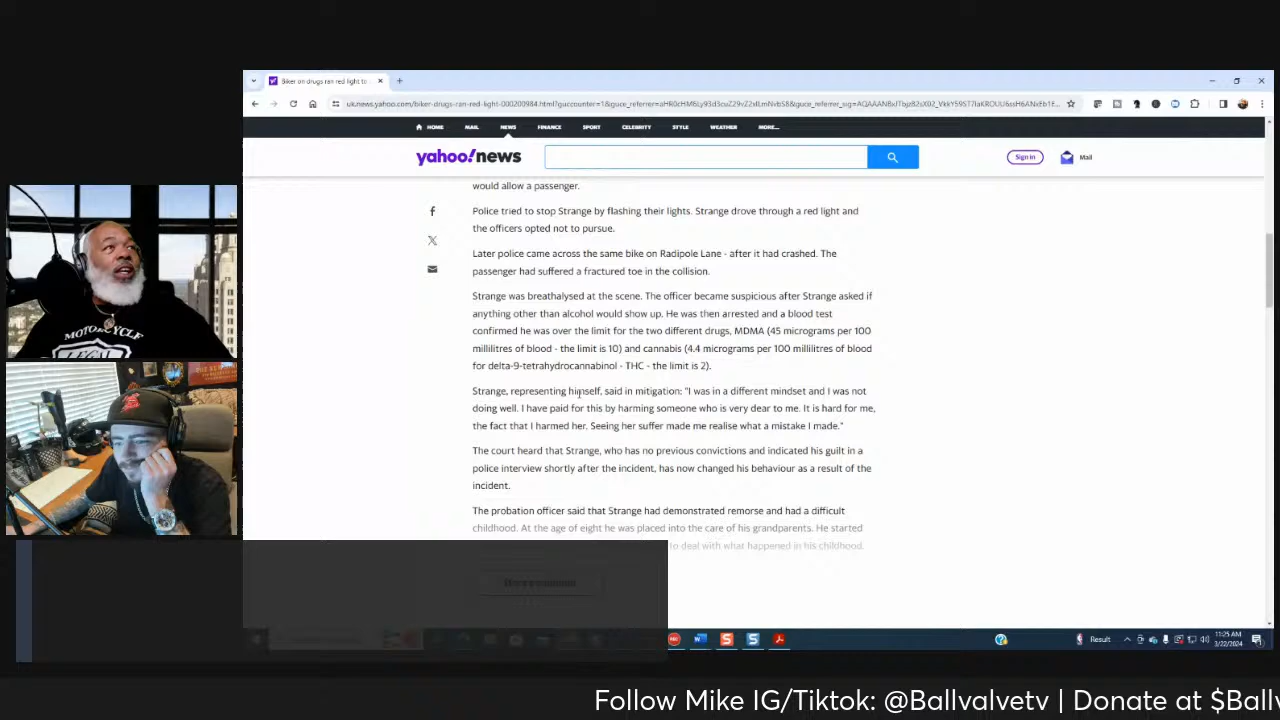 Biker on drugs ran red light to
HOME MAIL NEWS FINANCE SPORT CELEBRITY STYLE WEATHER MORE...
yahoo!news
Sign in
Mail
would allow a passenger.
Police tried to stop Strange by flashing their lights. Strange drove through a red light and
the officers opted not to pursue.
Later police came across the same bike on Radipole Lane - after it had crashed. The
passenger had suffered a fractured toe in the collision.
Strange was breathalysed at the scene. The officer became suspicious after Strange asked if
anything other than alcohol would show up. He was then arrested and a blood test
confirmed he was over the limit for the two different drugs, MDMA (45 micrograms per 100
millilitres of blood - the limit is 10) and cannabis (4.4 micrograms per 100 millilitres of blood
for delta-9-tetrahydrocannabinol - THC - the limit is 2).
Strange, representing himself, said in mitigation: "I was in a different mindset and I was not
doing well. I have paid for this by harming someone who is very dear to me. It is hard for me,
the fact that I harmed her. Seeing her suffer made me realise what a mistake I made."
The court heard that Strange, who has no previous convictions and indicated his guilt in a
police interview shortly after the incident, has now changed his behaviour as a result of the
incident.
The probation officer said that Strange had demonstrated remorse and had a difficult
childhood. At the age of eight he was placed into the care of his grandparents. He started
to deal with what happened in his childhood.
MOTORCYCLE
LEGAL
Result
11:25 AM
3/22/2024
Follow Mike IG/Tiktok: @Ballvalvetv | Donate at $Bally